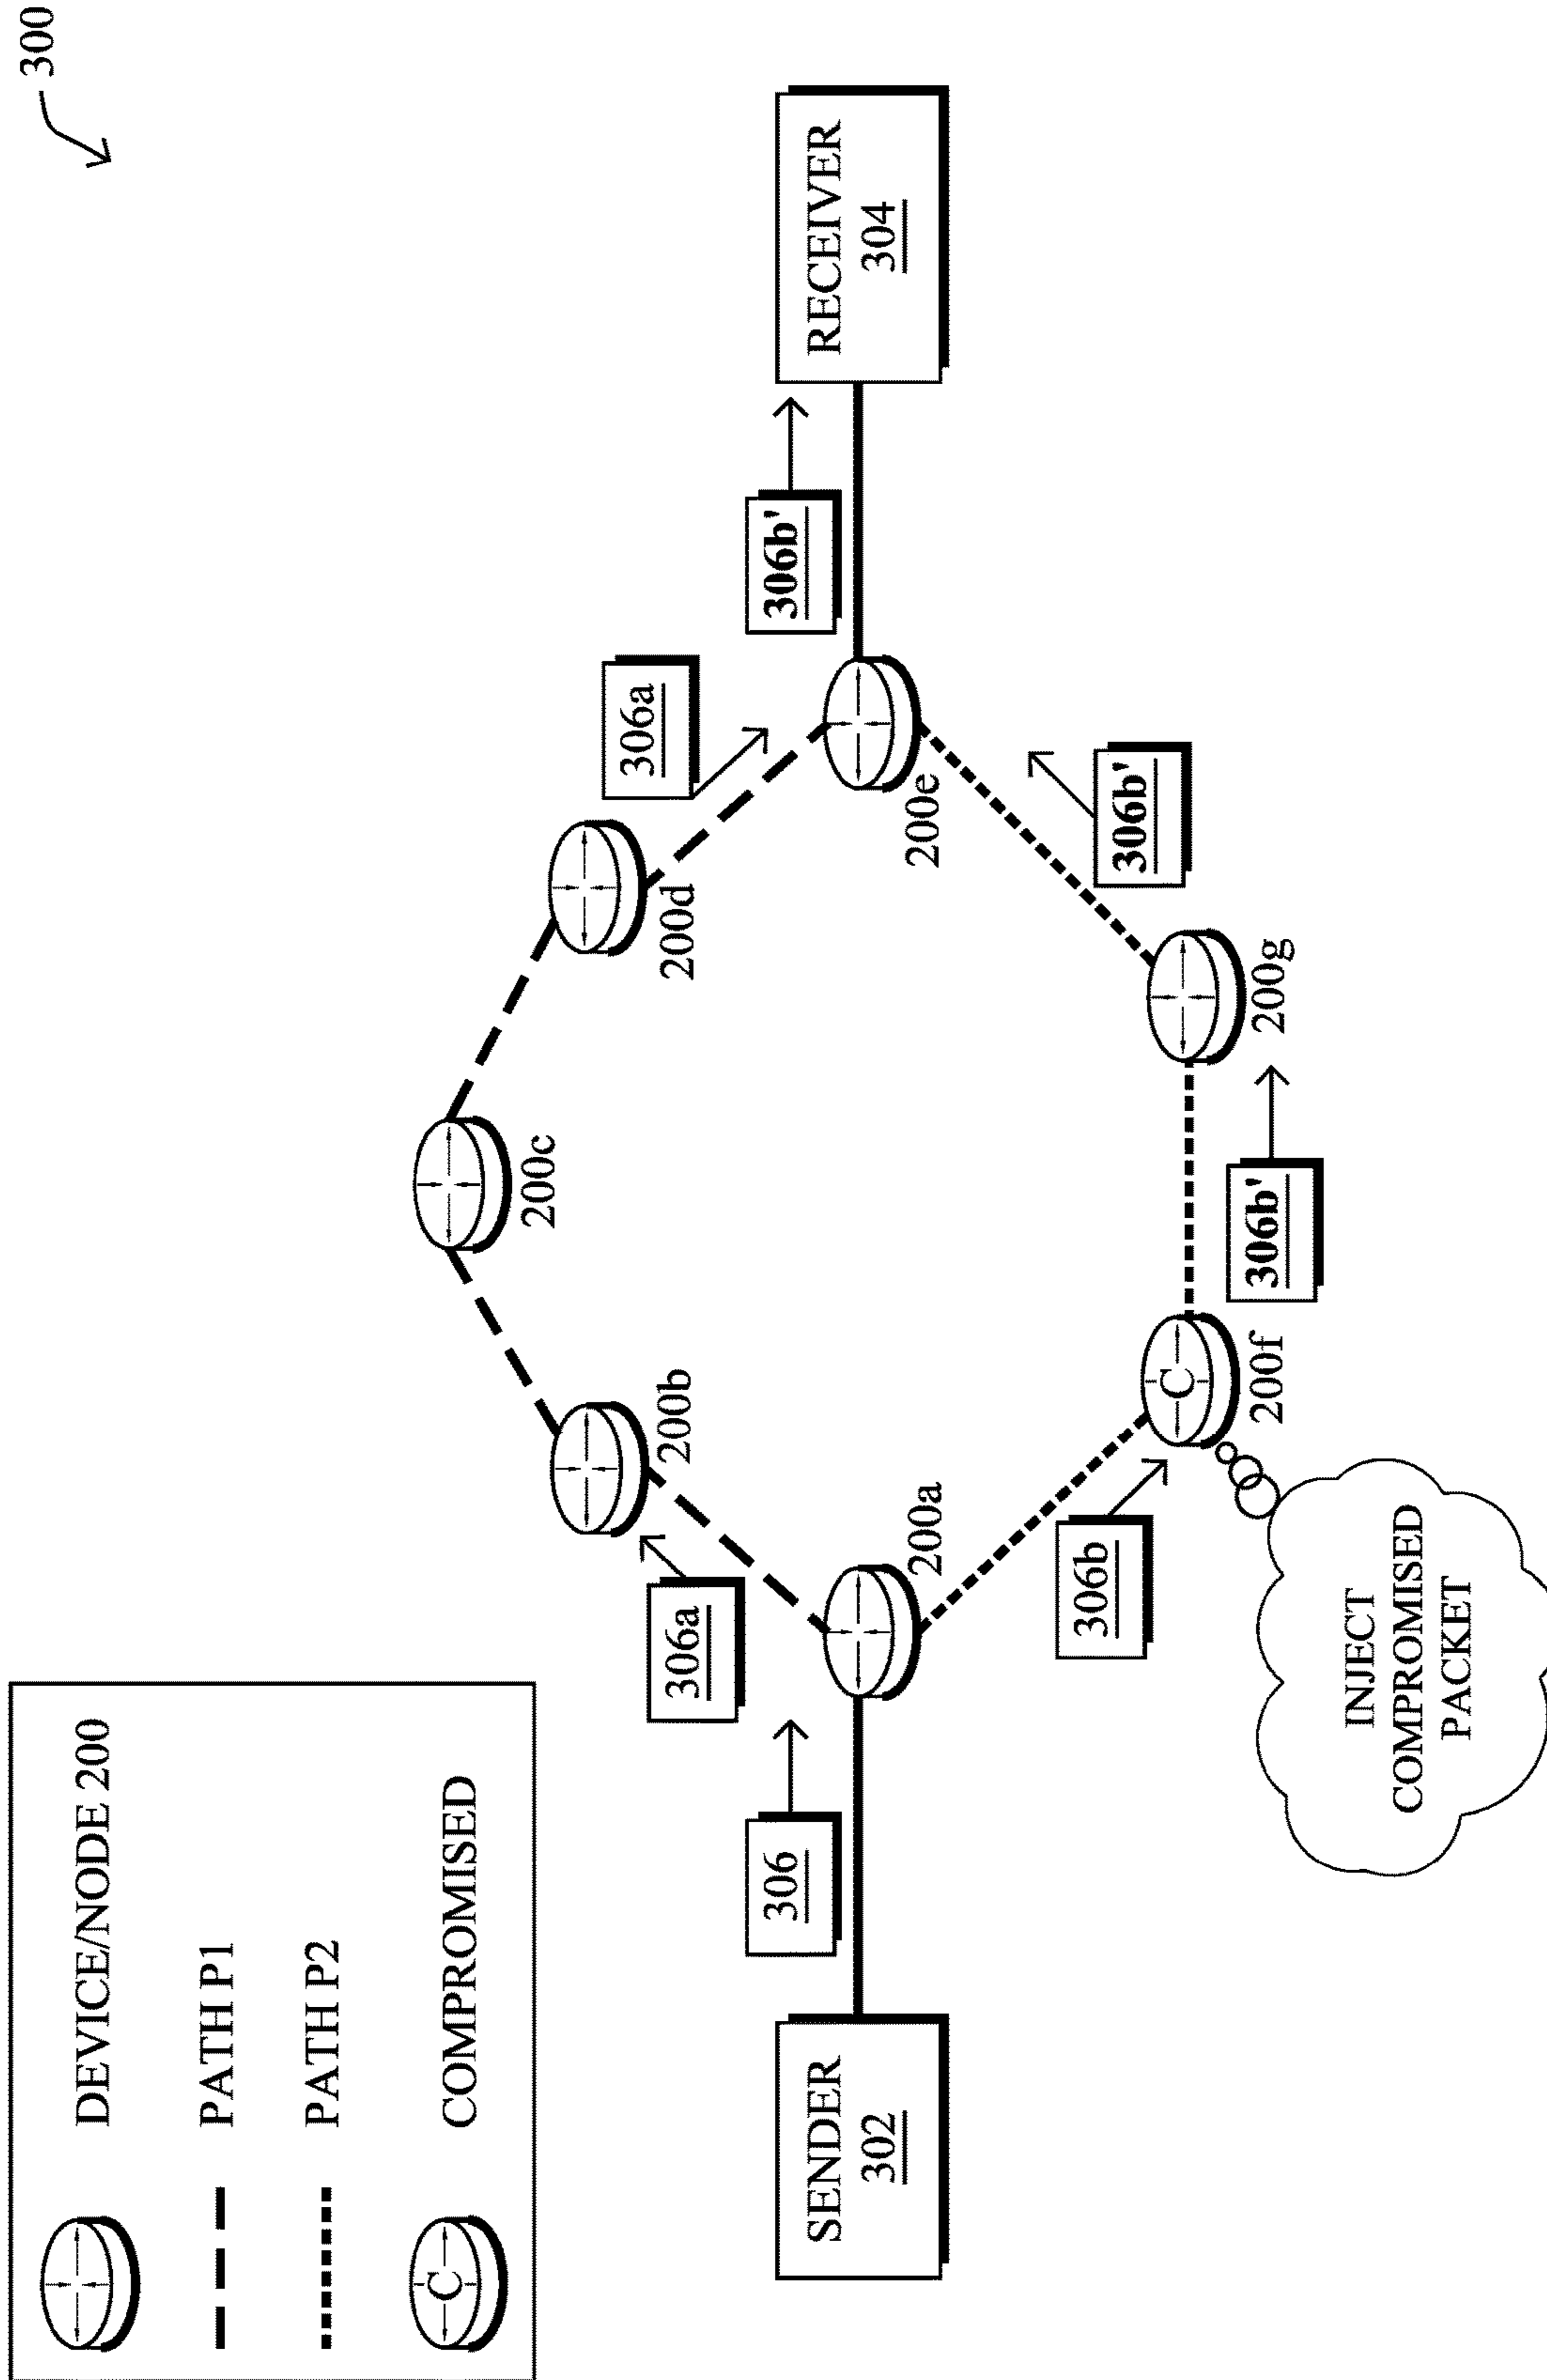 300
DEVICE/NODE 200
PATH P1
PATH P2
C
COMPROMISED
200c
200b
200d
306a
306a
306
306b'
SENDER
302
RECEIVER
304
200a
200e
306b
306b'
C
200f
200g
306b'
INJECT
COMPROMISED
PACKET